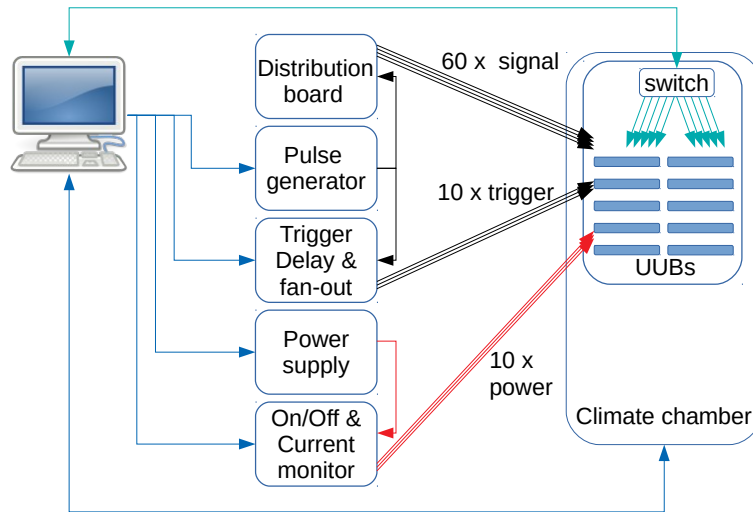 Distribution
board
60 x  signal
switch
Pulse
generator
10 x trigger
Trigger
Delay &
fan-out
UUBs
Power
supply
10 x
power
On/Off &
Current
monitor
Climate chamber